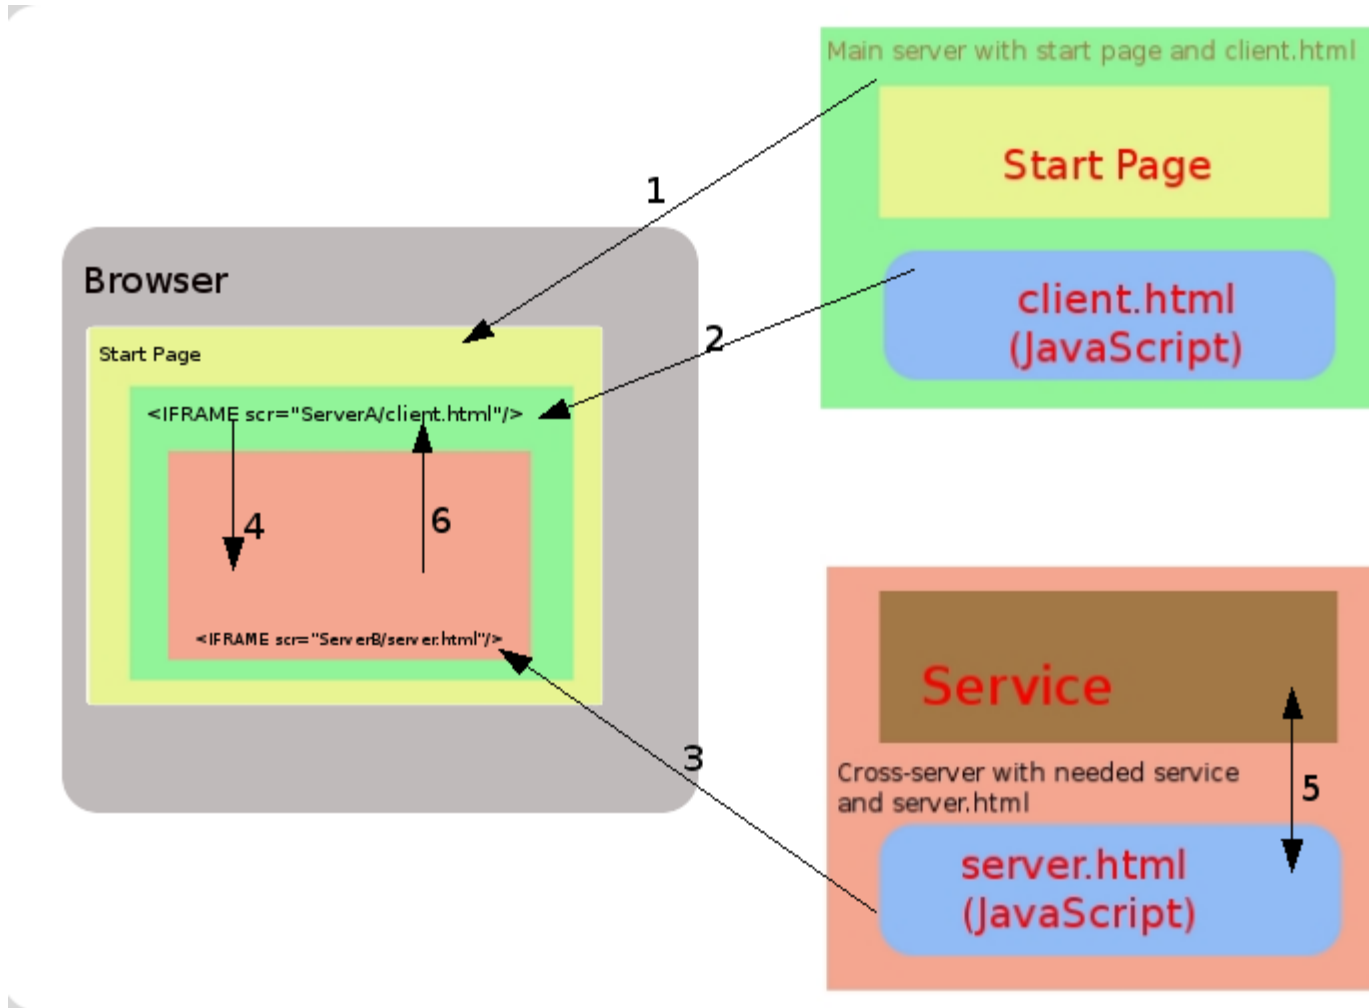 Main server with start page and client.html
Start Page
1
client.html
(JavaScript)
Browser
2
Start Page
<IFRAME scr="ServerA/client.html"/>
4
6
<IFRAME scr="ServerB/server.html"/>
3
Service
Cross-server with needed service
and server.html
5
server.html
(JavaScript)